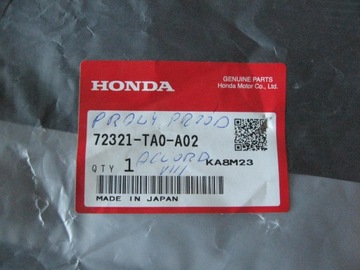 HONDA
GENUINE PARTS
Honda Motor Co., Ltd.
PRAWY PRZÓD
72321-TA0-A02
QTY 1
ACCORD
VIII
KA8M23
MADE IN JAPAN